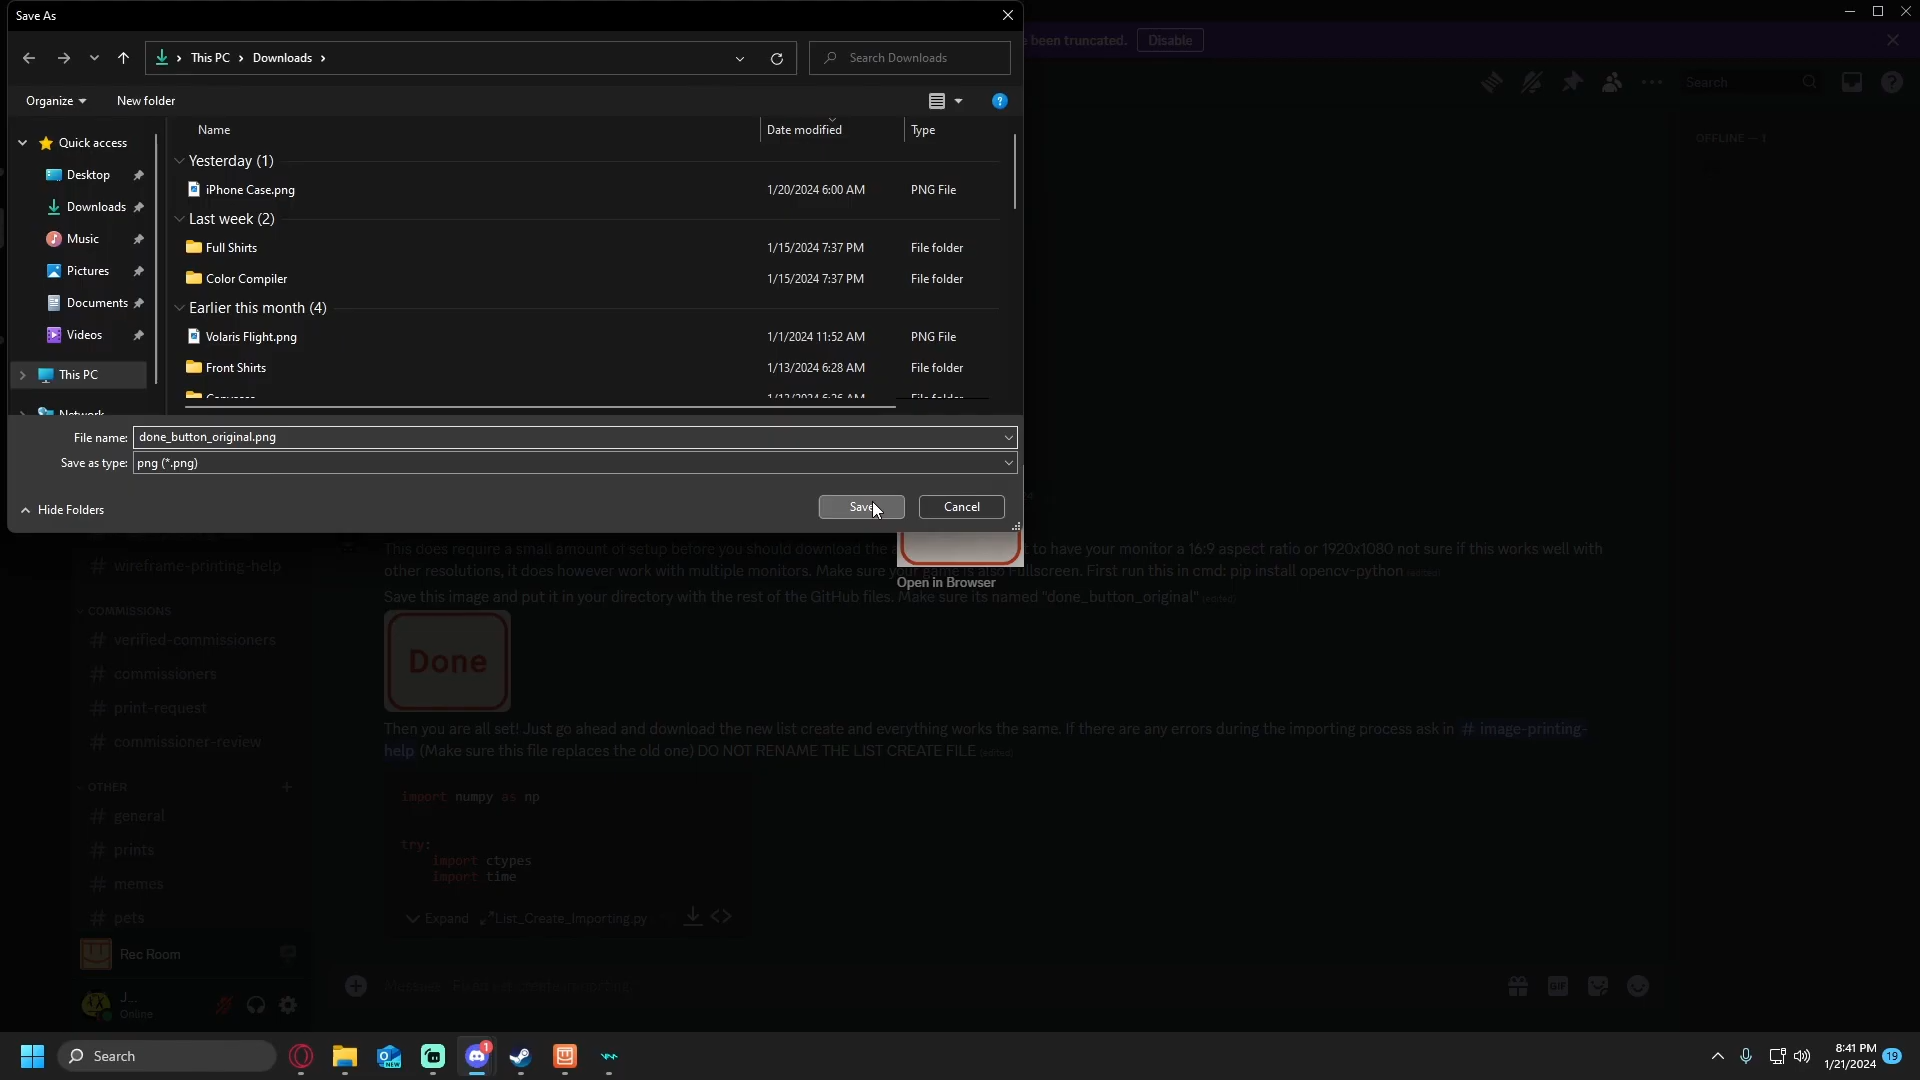 Save As
been truncated.
Disable
This PC
Downloads
Search Downloads
Search
Organize
New folder
Name
Date modified
Type
OFFLINE — 1
Quick access
Desktop
Downloads
Music
Pictures
Documents
Videos
This PC
Network
Yesterday (1)
iPhone Case.png 1/20/2024 6:00 AM PNG File
Last week (2)
Full Shirts 1/15/2024 7:37 PM File folder
Color Compiler 1/15/2024 7:37 PM File folder
Earlier this month (4)
Volaris Flight.png 1/1/2024 11:52 AM PNG File
Front Shirts 1/13/2024 6:28 AM File folder
File name: done_button_original.png
Save as type: png (*.png)
Hide Folders
Save
Cancel
This does require a small amount of setup before you should download the t to have your monitor a 16:9 aspect ratio or 1920x1080 not sure if this works well with
other resolutions, it does however work with multiple monitors. Make sure your game is also Fullscreen. First run this in cmd: pip install opencv-python (edited)
Open in Browser
Save this image and put it in your directory with the rest of the GitHub files. Make sure its named "done_button_original" (edited)
Done
Then you are all set! Just go ahead and download the new list create and everything works the same. If there are any errors during the importing process ask in # image-printing-
help (Make sure this file replaces the old one) DO NOT RENAME THE LIST CREATE FILE (edited)
import numpy as np
try:
import ctypes
import time
Expand
List_Create_Importing.py
# wireframe-printing-help
COMMISSIONS
# verified-commissioners
# commissioners
# print-request
# commissioner-review
OTHER
# general
# prints
# memes
# pets
Rec Room
J...
Online
GIF
Search
NEW
1
8:41 PM
1/21/2024
19